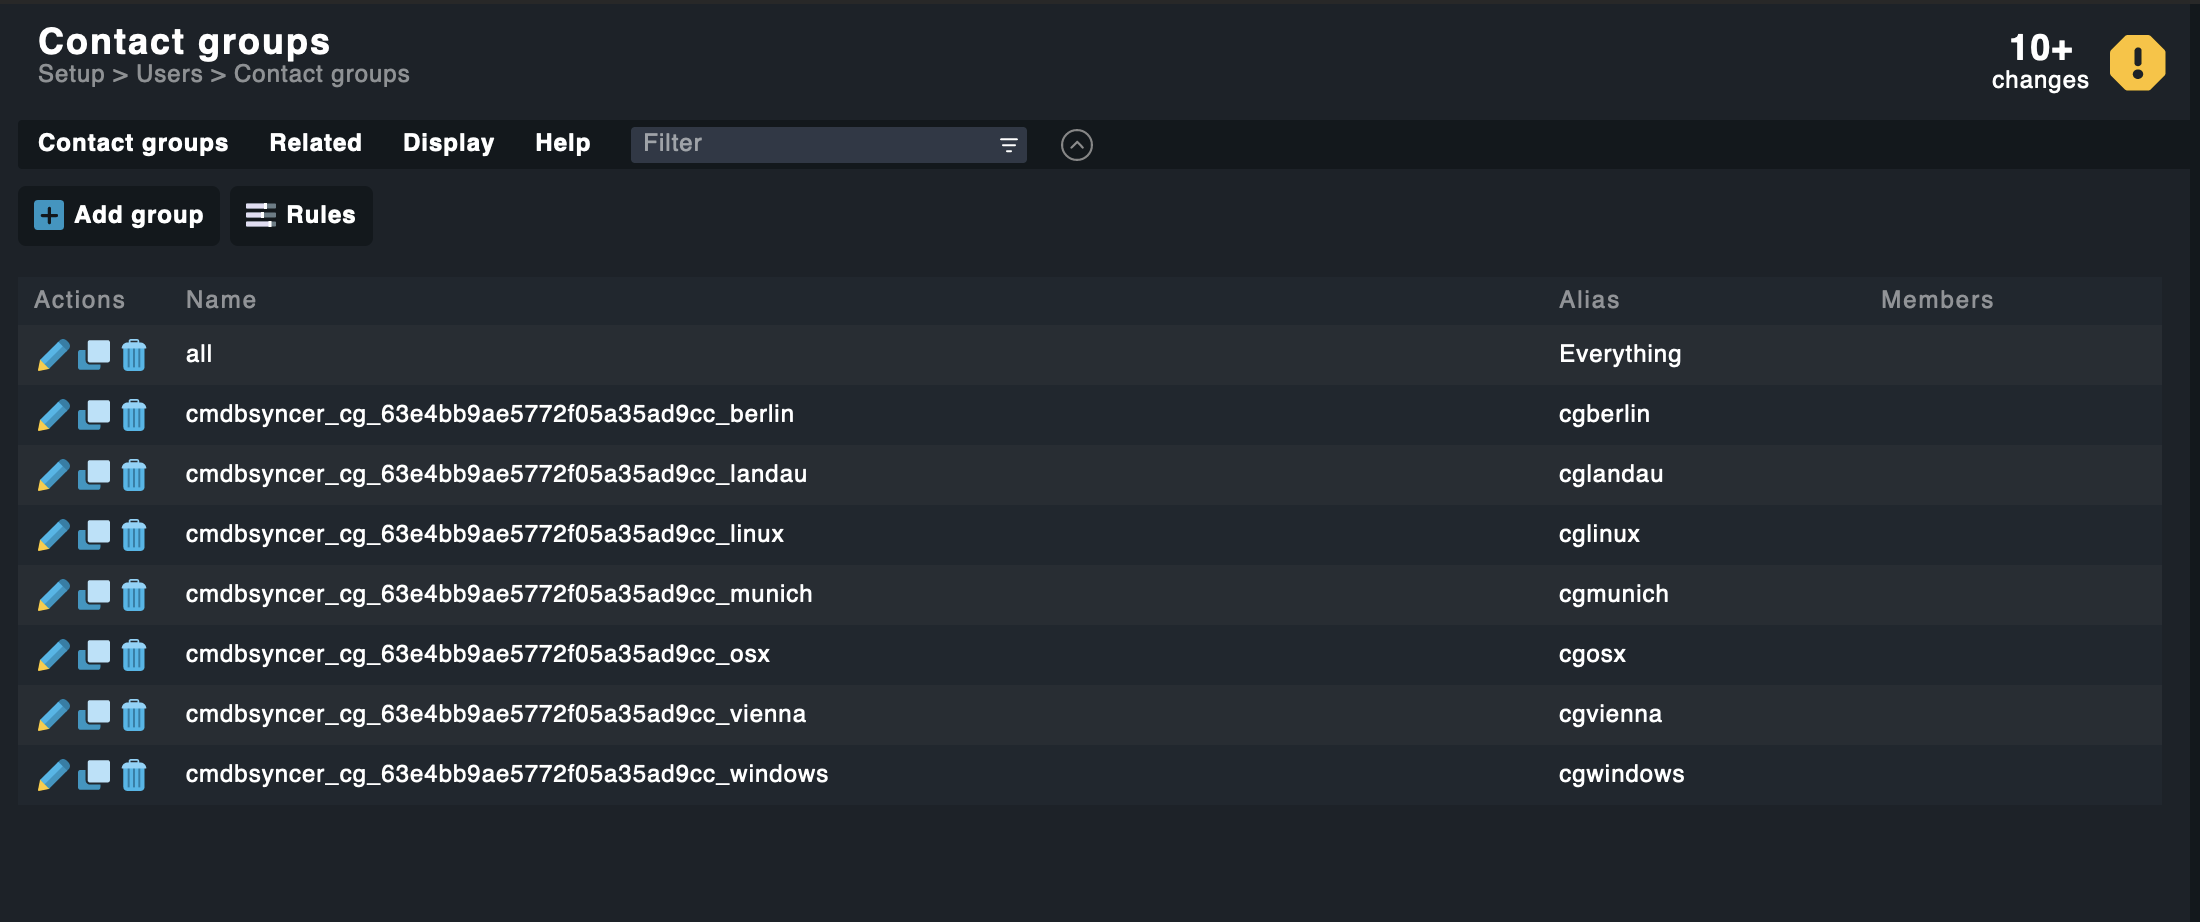 Contact groups
Setup > Users > Contact groups
10+
changes
Contact groups Related Display Help Filter
Add group Rules
Actions Name Alias Members
all Everything
cmdbsyncer_cg_63e4bb9ae5772f05a35ad9cc_berlin cgberlin
cmdbsyncer_cg_63e4bb9ae5772f05a35ad9cc_landau cglandau
cmdbsyncer_cg_63e4bb9ae5772f05a35ad9cc_linux cglinux
cmdbsyncer_cg_63e4bb9ae5772f05a35ad9cc_munich cgmunich
cmdbsyncer_cg_63e4bb9ae5772f05a35ad9cc_osx cgosx
cmdbsyncer_cg_63e4bb9ae5772f05a35ad9cc_vienna cgvienna
cmdbsyncer_cg_63e4bb9ae5772f05a35ad9cc_windows cgwindows